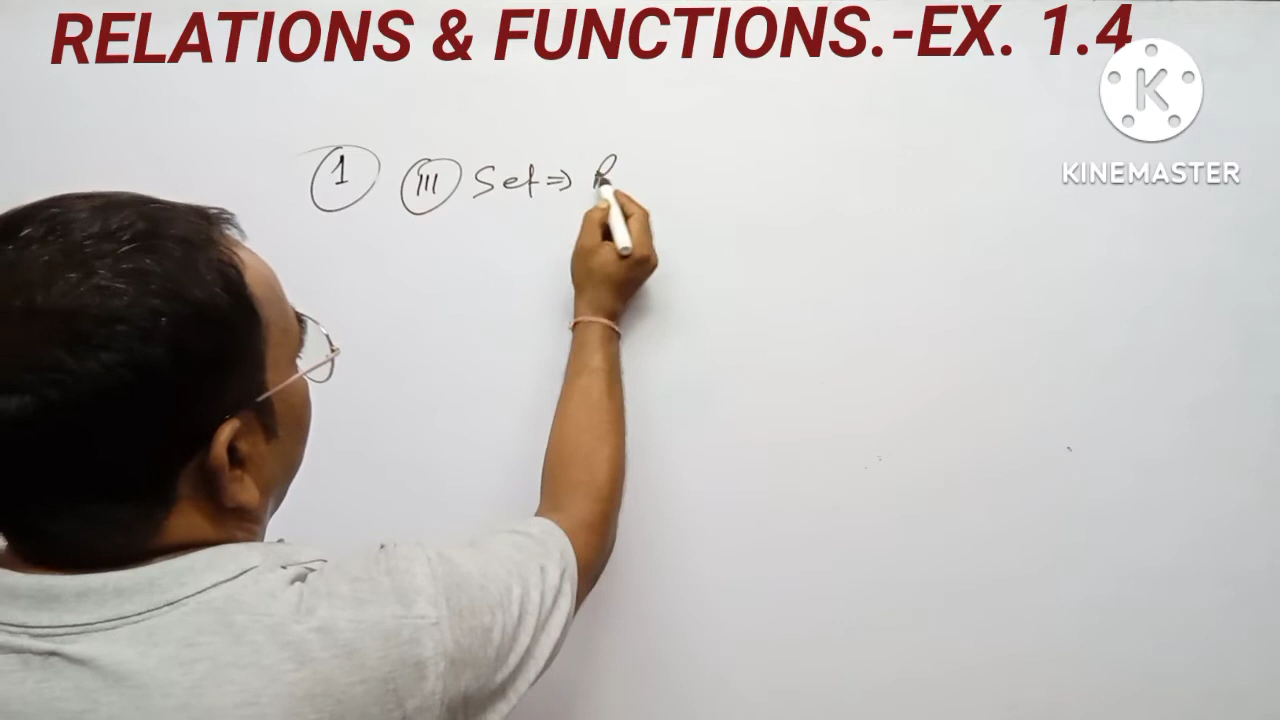 RELATIONS & FUNCTIONS.-EX. 1.4
K
KINEMASTER
1 III Set ⇒